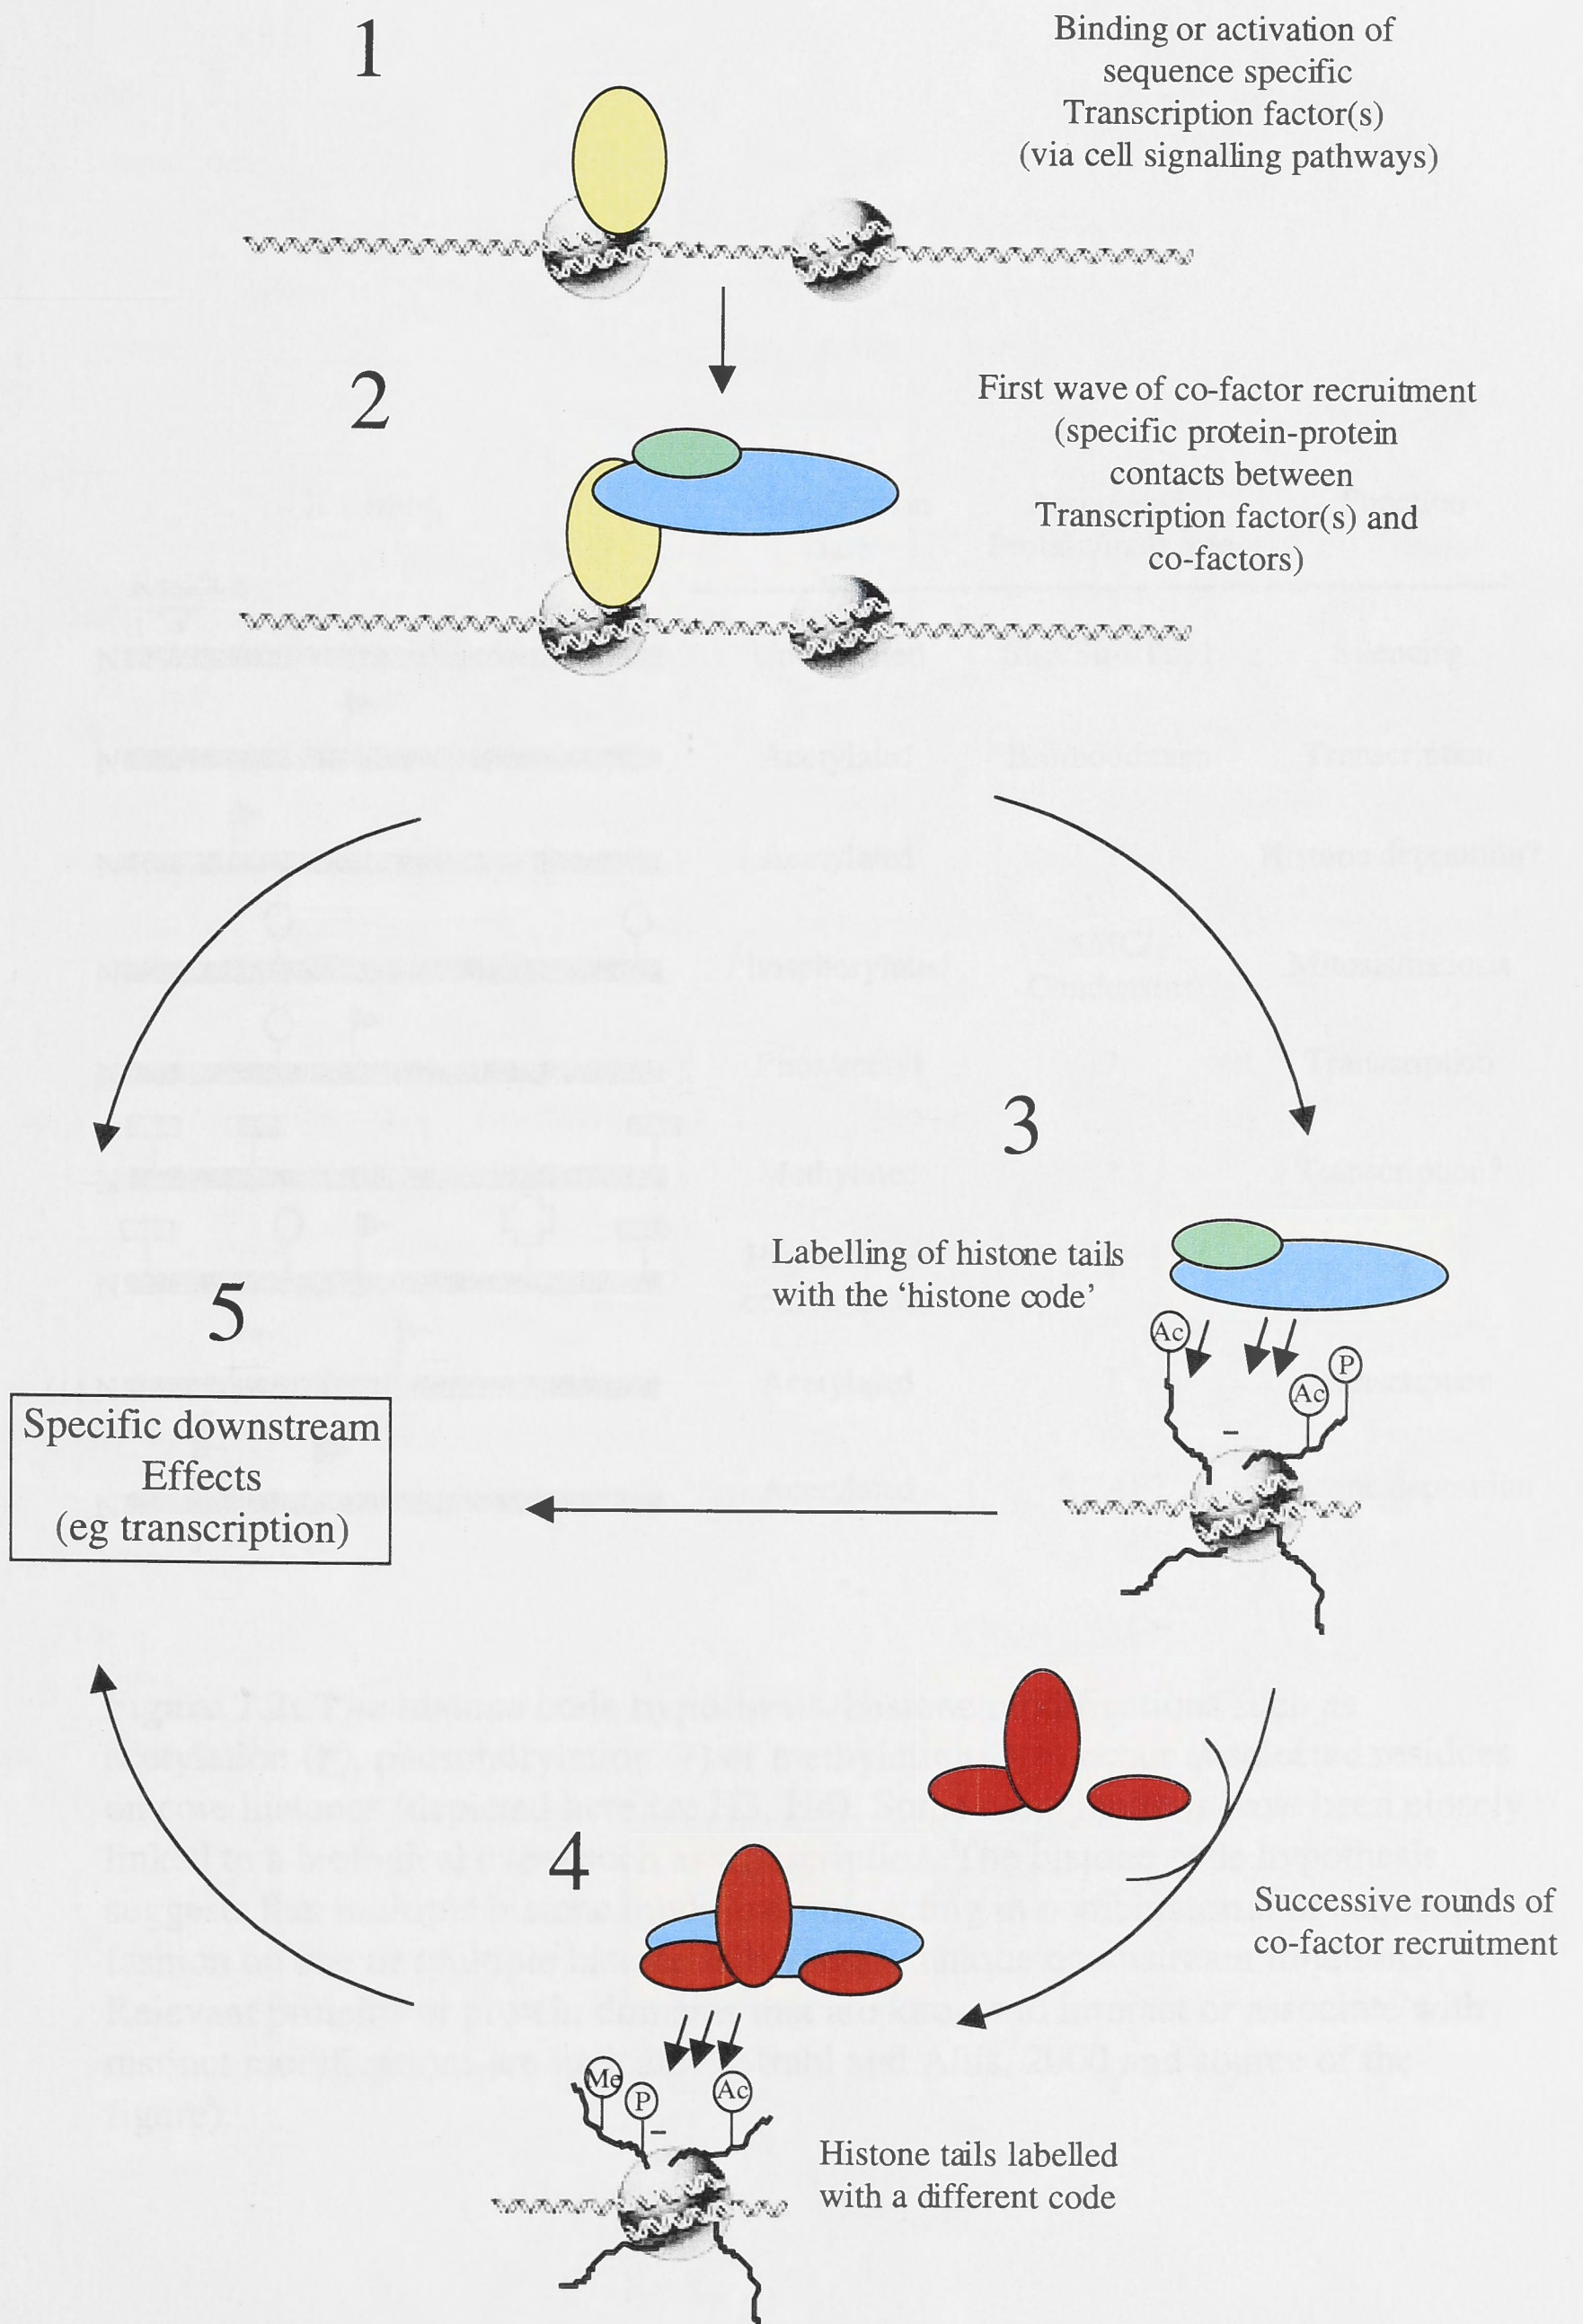 1
Binding or activation of
sequence specific
Transcription factor(s)
(via cell signalling pathways)
2
First wave of co-factor recruitment
(specific protein-protein
contacts between
Transcription factor(s) and
co-factors)
3
Labelling of histone tails
with the ‘histone code’
Ac
P
Ac
–
5
Specific downstream
Effects
(eg transcription)
4
Successive rounds of
co-factor recruitment
Me
P
Ac
–
Histone tails labelled
with a different code